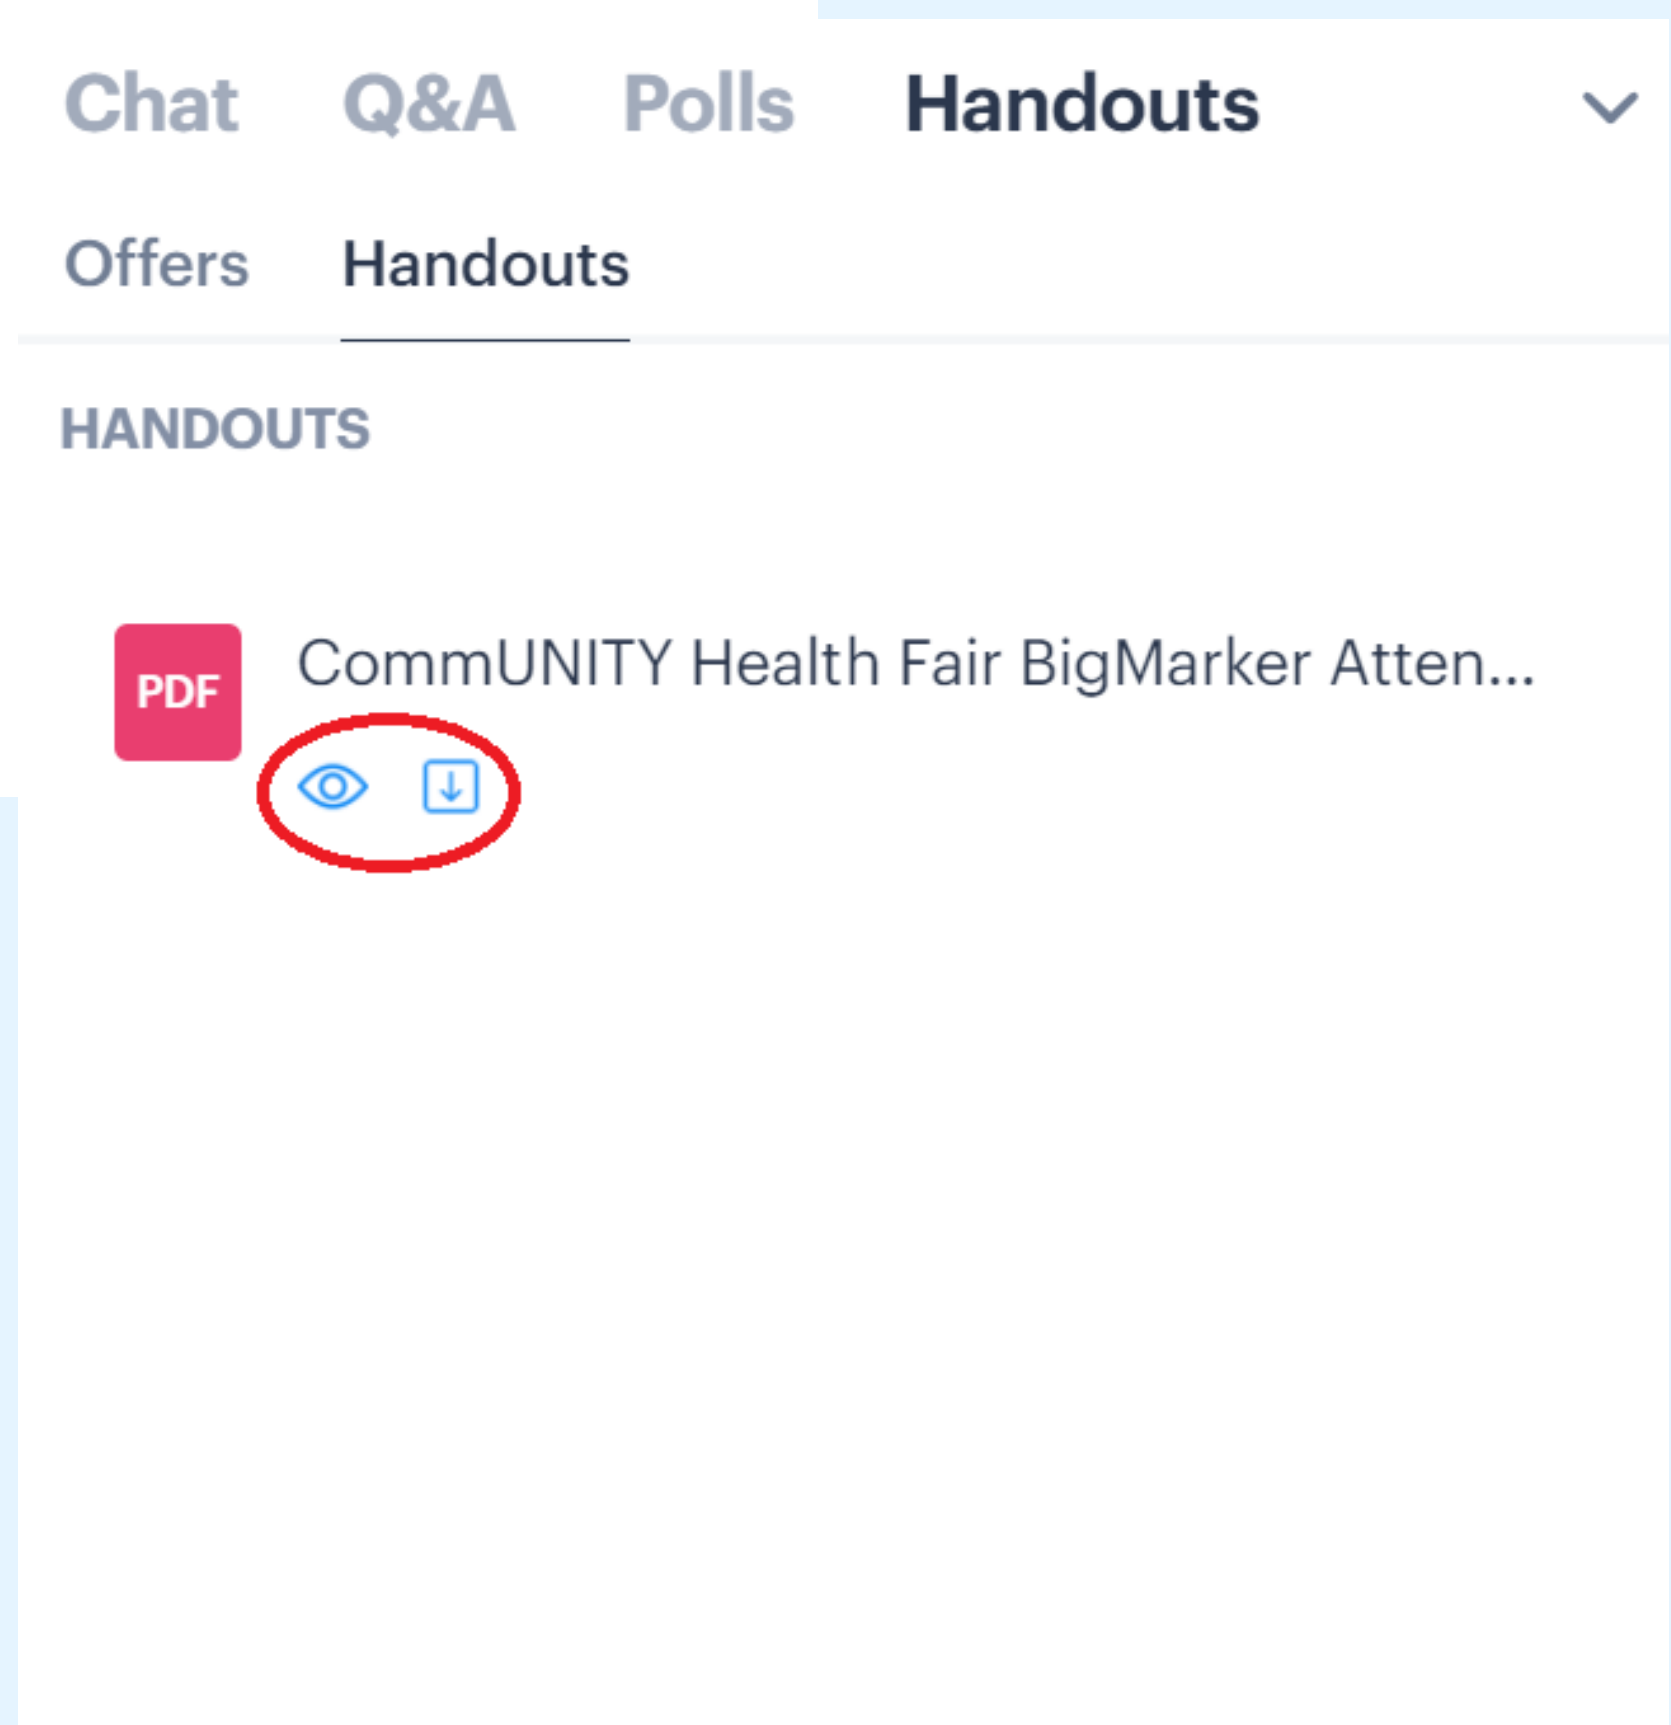 Chat Q&A Polls Handouts
Offers Handouts
HANDOUTS
PDF CommUNITY Health Fair BigMarker Atten...